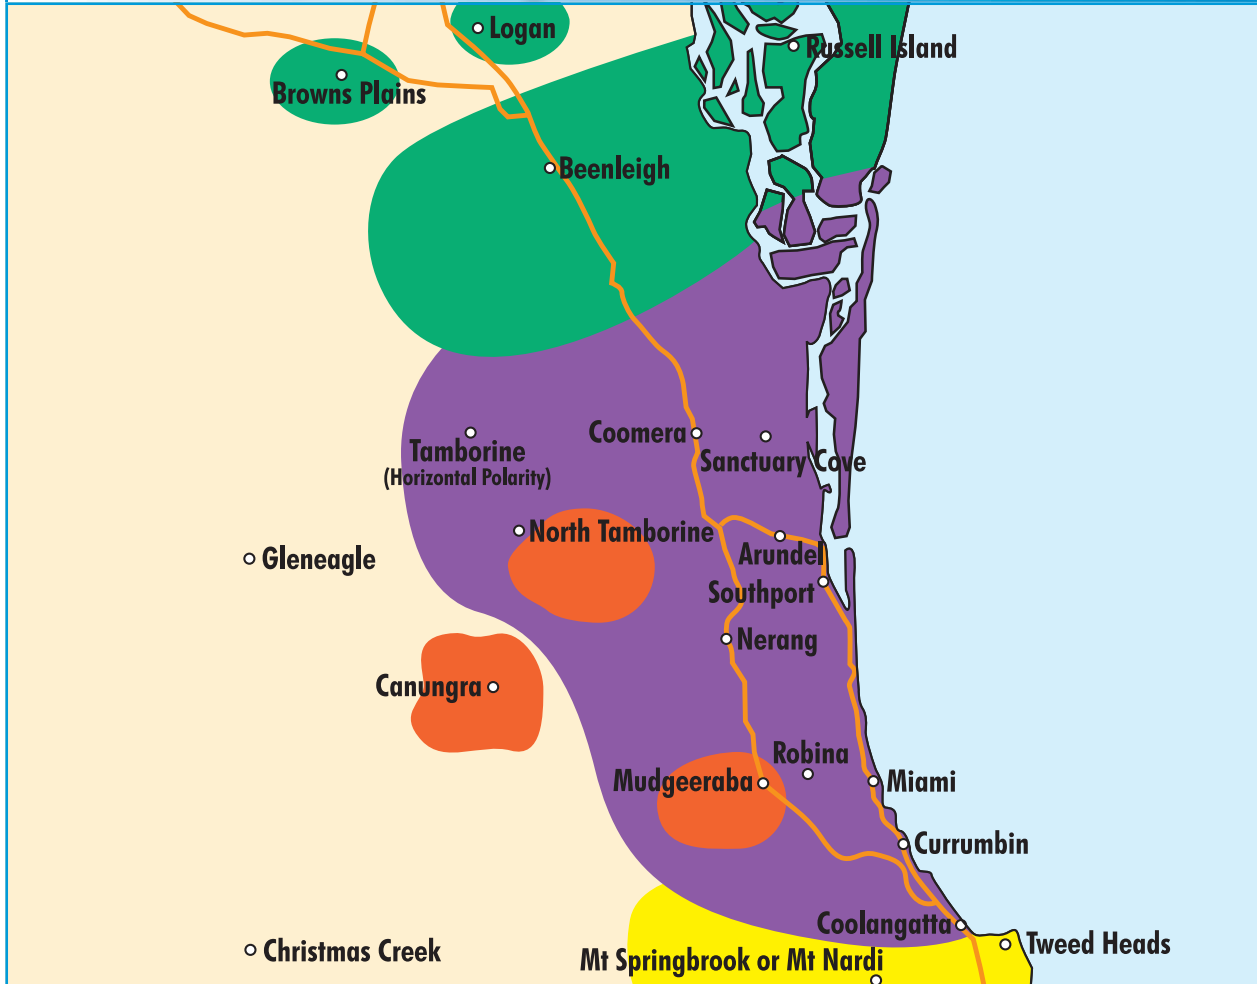 Logan
Russell Island
Browns Plains
Beenleigh
Coomera
Tamborine
(Horizontal Polarity)
Sanctuary Cove
North Tamborine
Arundel
Gleneagle
Southport
Nerang
Canungra
Robina
Mudgeeraba
Miami
Currumbin
Coolangatta
Tweed Heads
Christmas Creek
Mt Springbrook or Mt Nardi